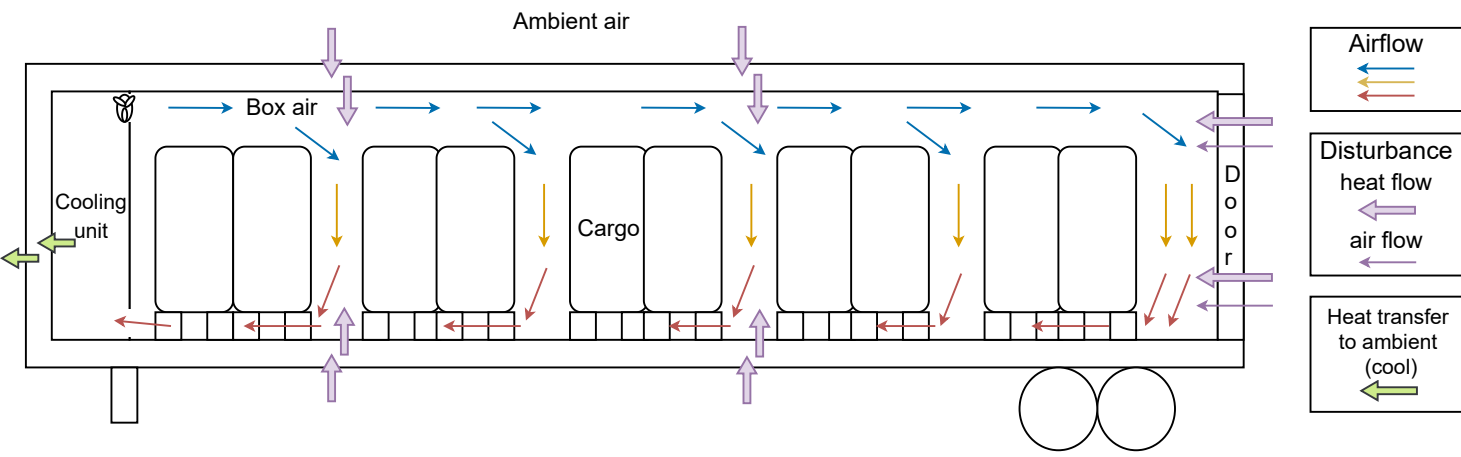 Ambient air
Box air
Cooling
unit
Cargo
D
o
o
r
Airflow
Disturbance
heat flow
air flow
Heat transfer
to ambient
(cool)